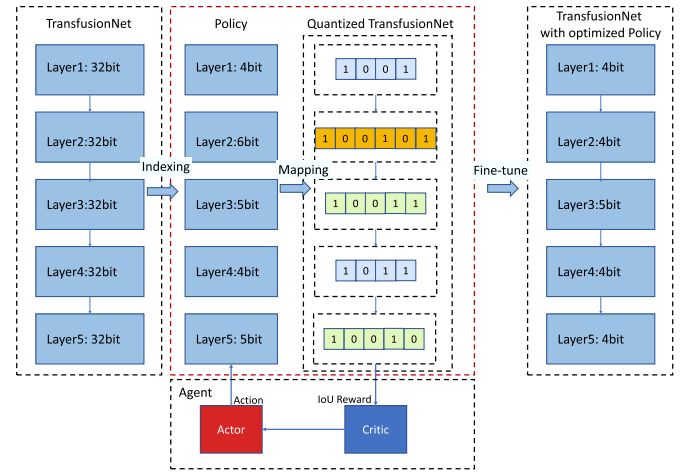 TransfusionNet
Layer1: 32bit
Layer2:32bit
Layer3:32bit
Layer4:32bit
Layer5: 32bit
Indexing
Policy
Layer1: 4bit
Layer2:6bit
Layer3:5bit
Layer4:4bit
Layer5: 5bit
Mapping
Quantized TransfusionNet
1 0 0 1
1 0 0 1 0 1
1 0 0 1 1
1 0 1 1
1 0 0 1 0
Fine-tune
TransfusionNet
with optimized Policy
Layer1: 4bit
Layer2:4bit
Layer3:5bit
Layer4:4bit
Layer5: 4bit
Agent
Action
IoU Reward
Actor
Critic